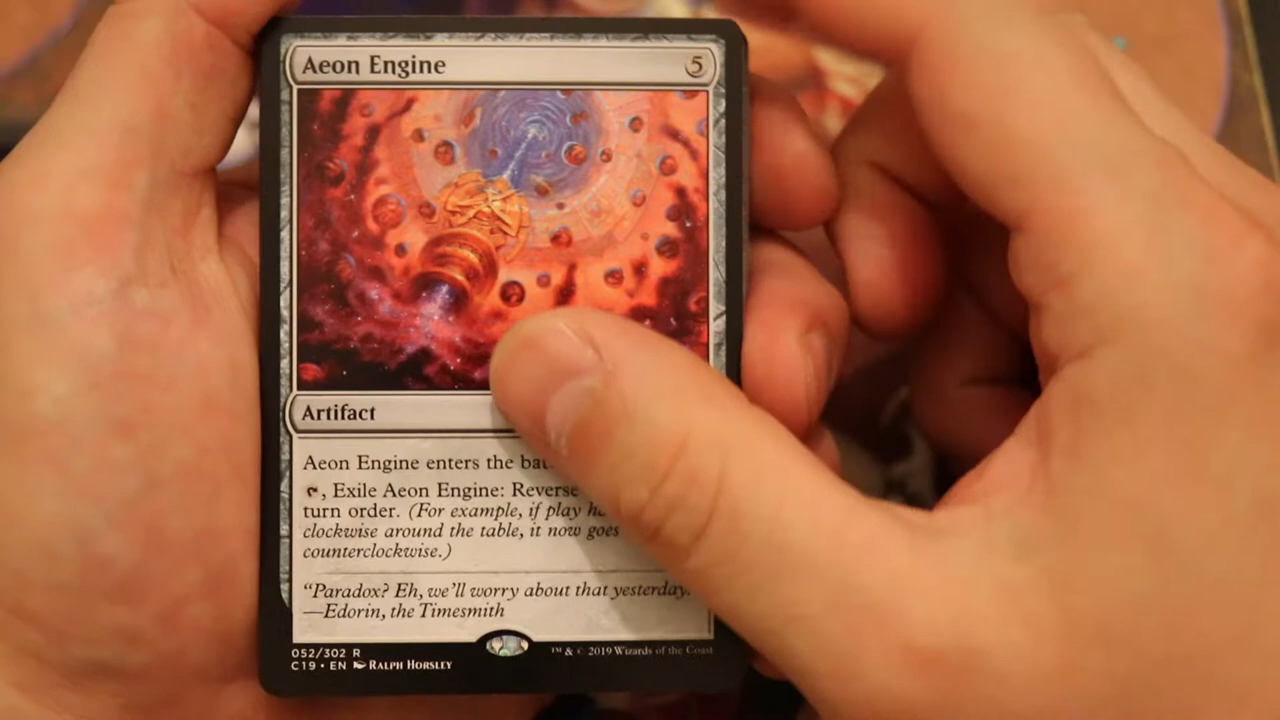 Aeon Engine 5
Artifact
Aeon Engine enters the
, Exile Aeon Engine: Reverse
turn order. (For example, if play
clockwise around the table, it now goes
counterclockwise.)
“Paradox? Eh, we’ll worry about that yesterday.
—Edorin, the Timesmith
052/302 R
C19 • EN RALPH HORSLEY
™ & © 2019 Wizards of the Coast